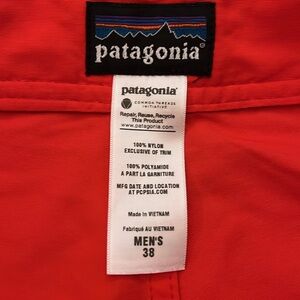 patagonia®
patagonia®
COMMON THREADS
INITIATIVE
Repair, Reuse, Recycle
This Product
www.patagonia.com
100% NYLON
EXCLUSIVE OF TRIM
100% POLYAMIDE
A PART LA GARNITURE
MFG DATE AND LOCATION
AT PCPSIA.COM
Made in VIETNAM
Fabriqué AU VIETNAM
MEN'S
38